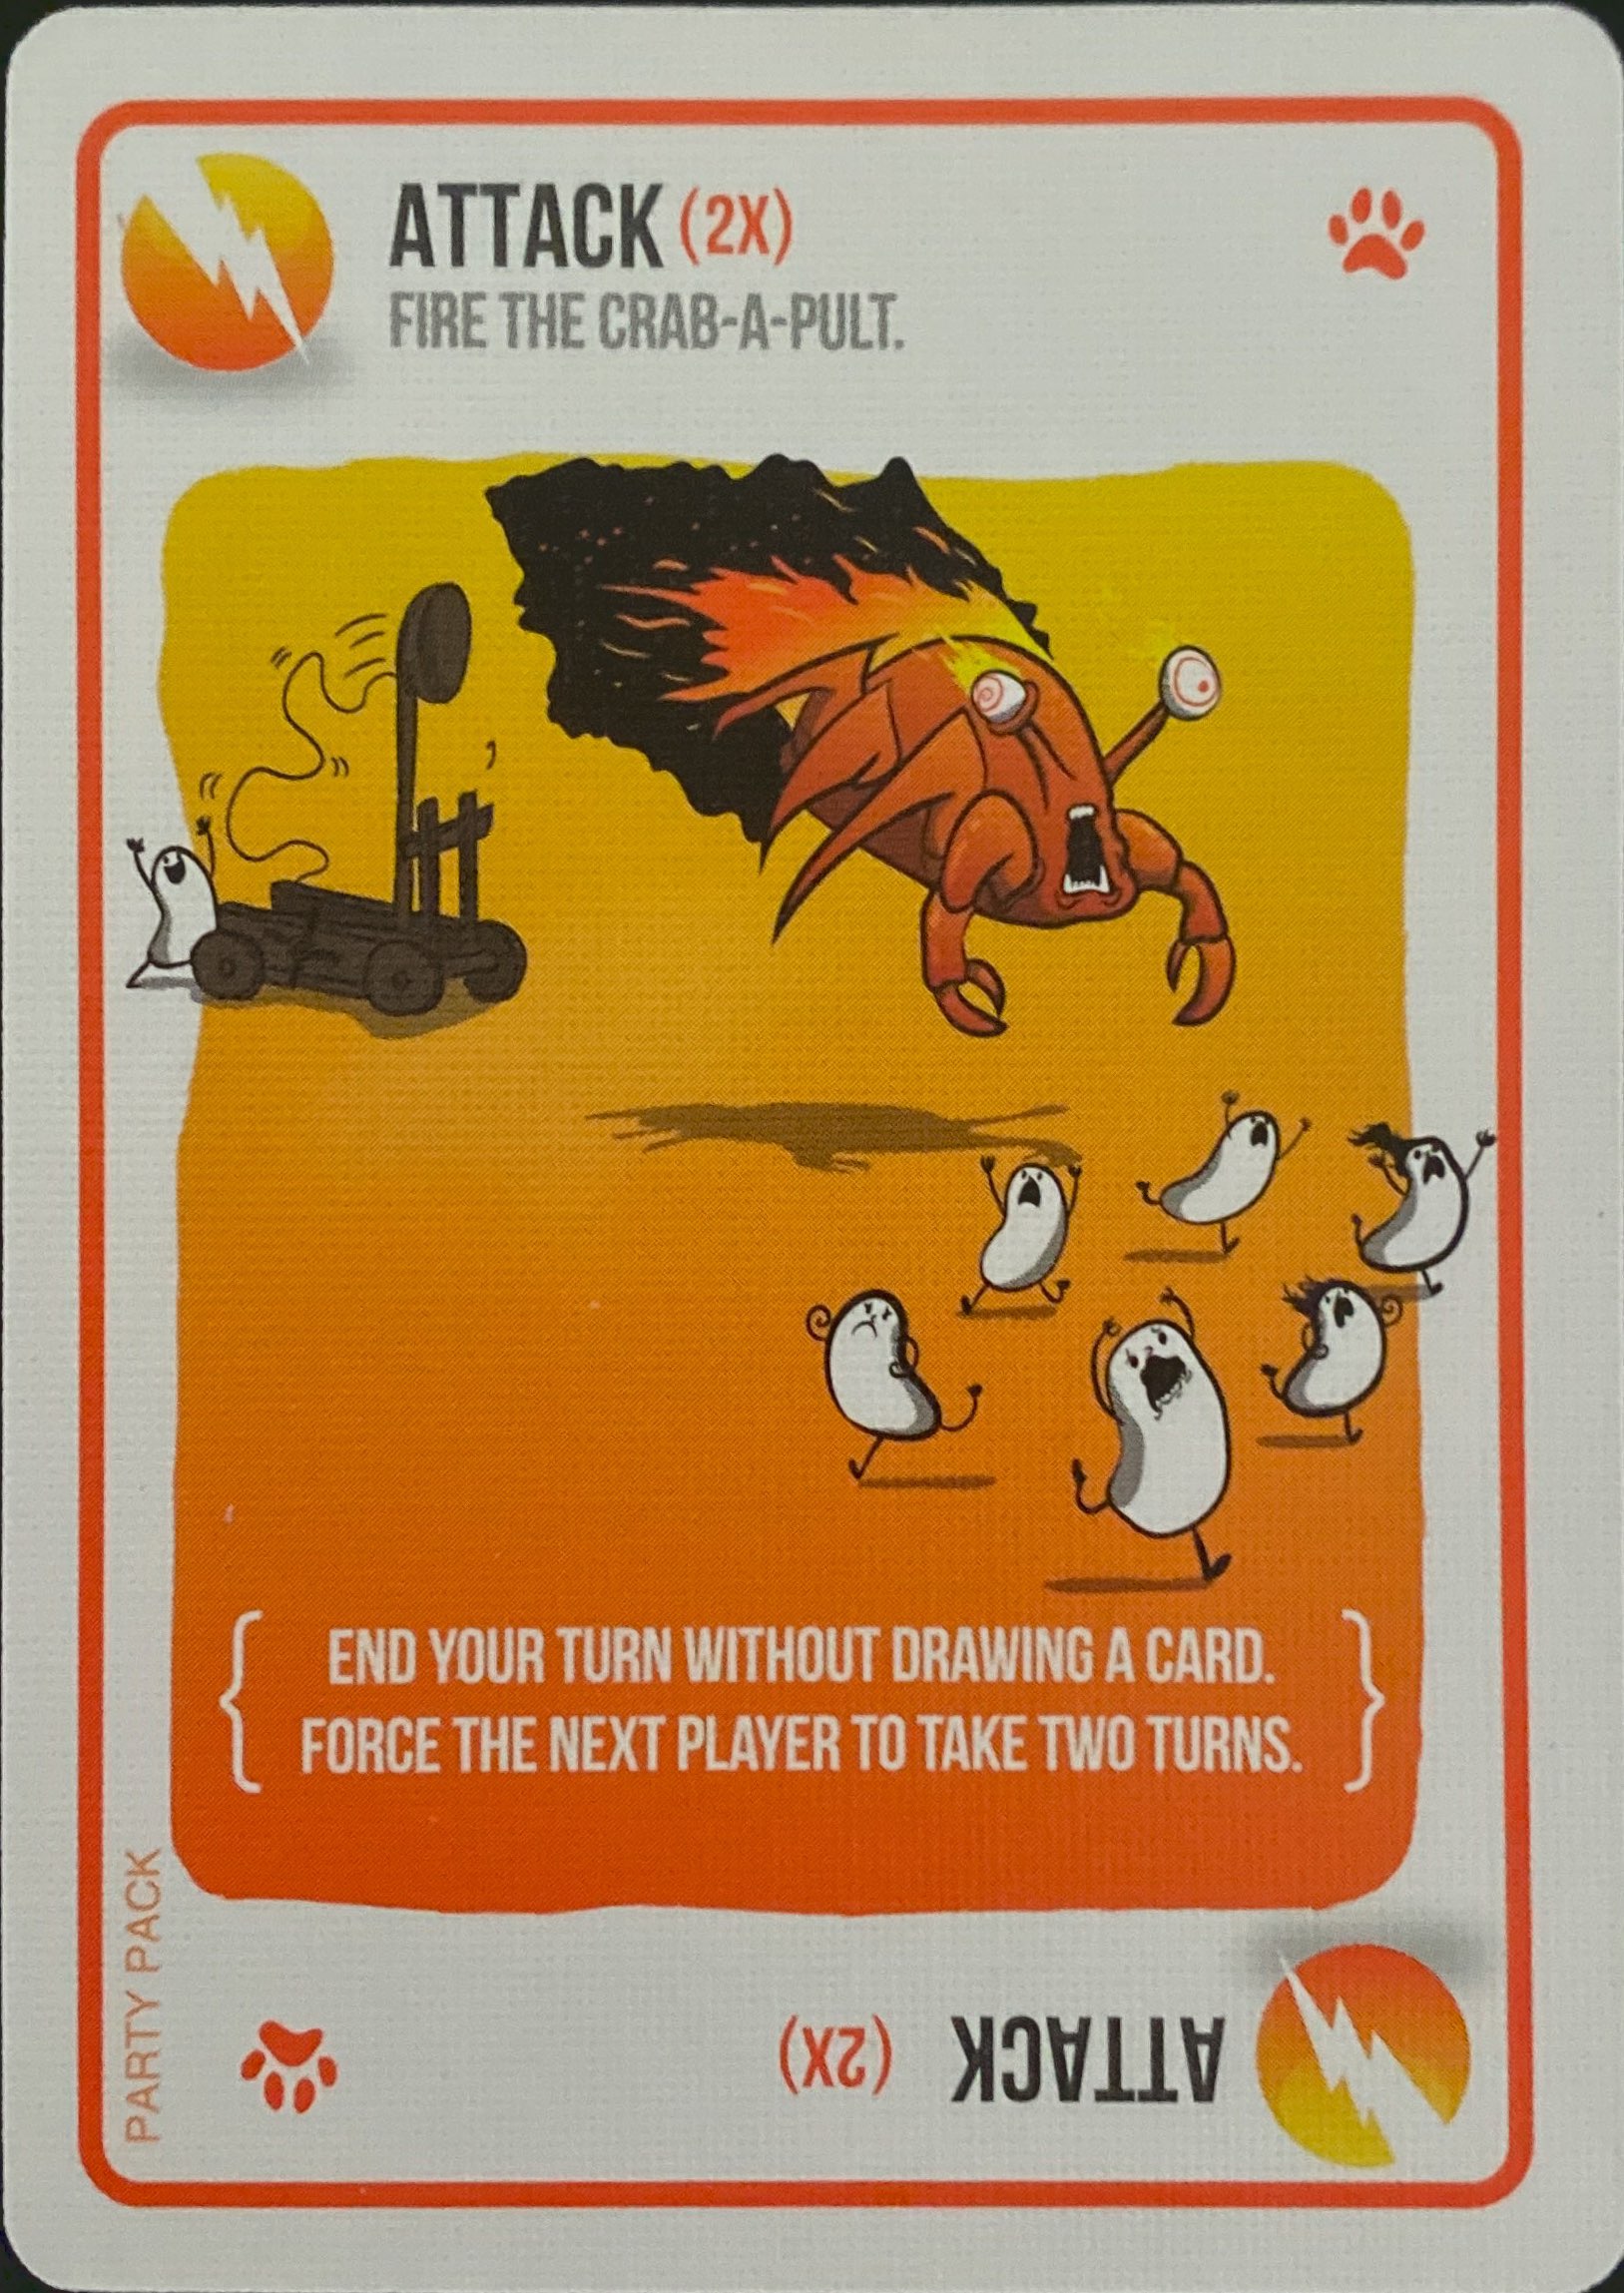 ATTACK (2X)
FIRE THE CRAB-A-PULT.
END YOUR TURN WITHOUT DRAWING A CARD.
FORCE THE NEXT PLAYER TO TAKE TWO TURNS.
PARTY PACK
ATTACK (2X)